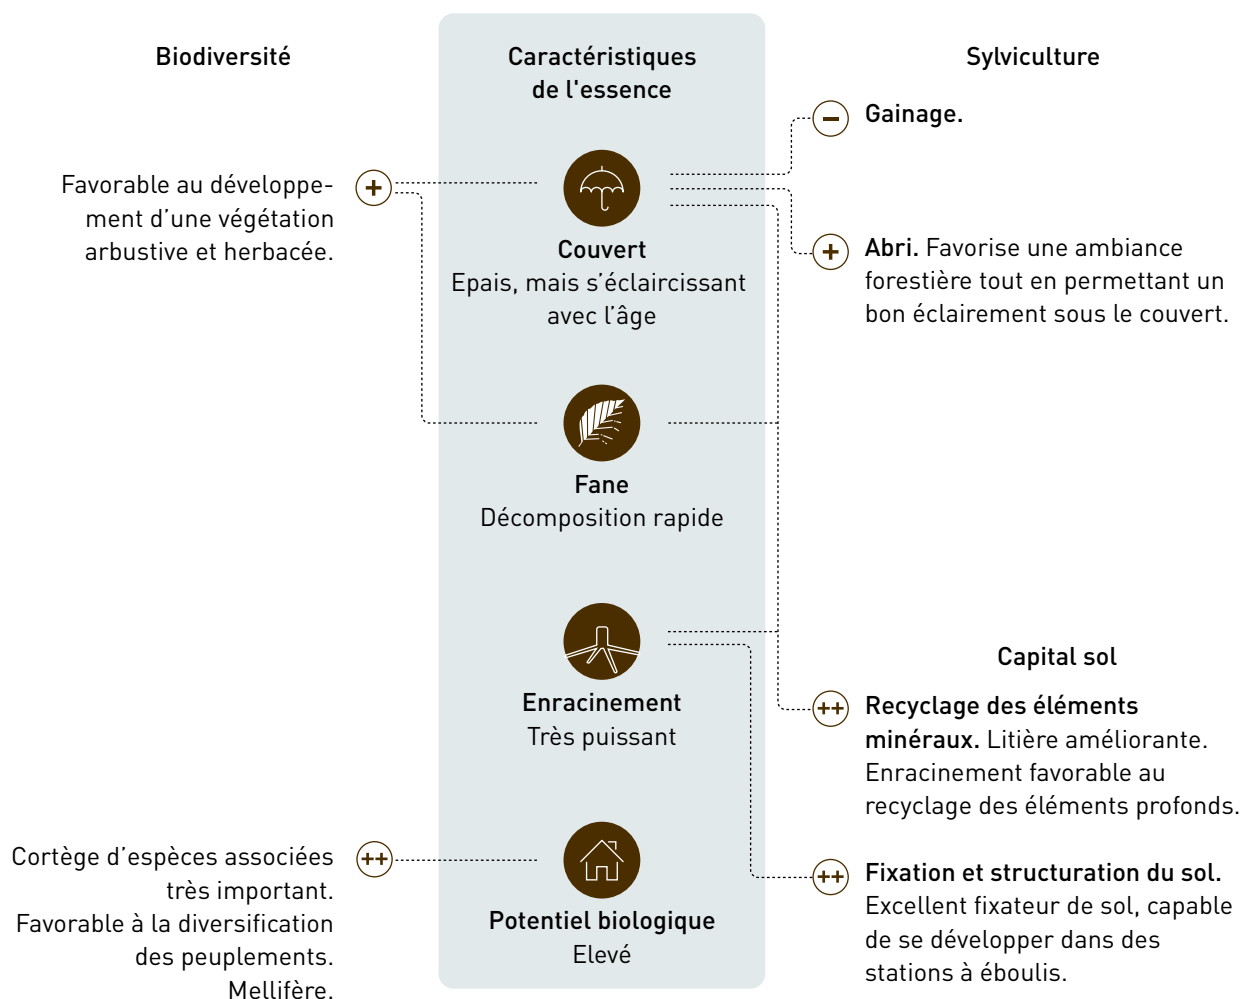 Biodiversité
Favorable au développe-
ment d’une végétation
arbustive et herbacée.
+
++
Cortège d’espèces associées
très important.
Favorable à la diversification
des peuplements.
Mellifère.
Caractéristiques
de l'essence
Couvert
Epais, mais s’éclaircissant
avec l’âge
Fane
Décomposition rapide
Enracinement
Très puissant
Potentiel biologique
Elevé
Sylviculture
−
Gainage.
+
Abri. Favorise une ambiance
forestière tout en permettant un
bon éclairement sous le couvert.
Capital sol
++
Recyclage des éléments
minéraux. Litière améliorante.
Enracinement favorable au
recyclage des éléments profonds.
++
Fixation et structuration du sol.
Excellent fixateur de sol, capable
de se développer dans des
stations à éboulis.